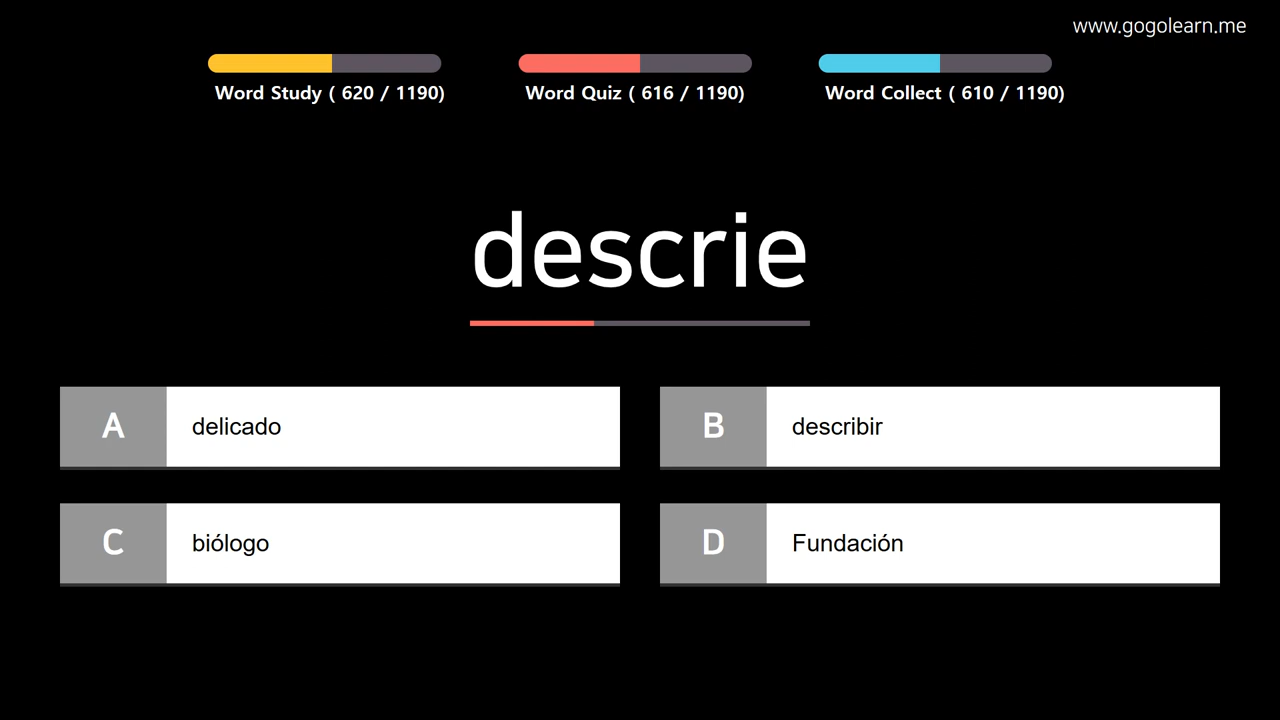 www.gogolearn.me
Word Study ( 620 / 1190)
Word Quiz ( 616 / 1190)
Word Collect ( 610 / 1190)
descrie
A
delicado
B
describir
C
biólogo
D
Fundación